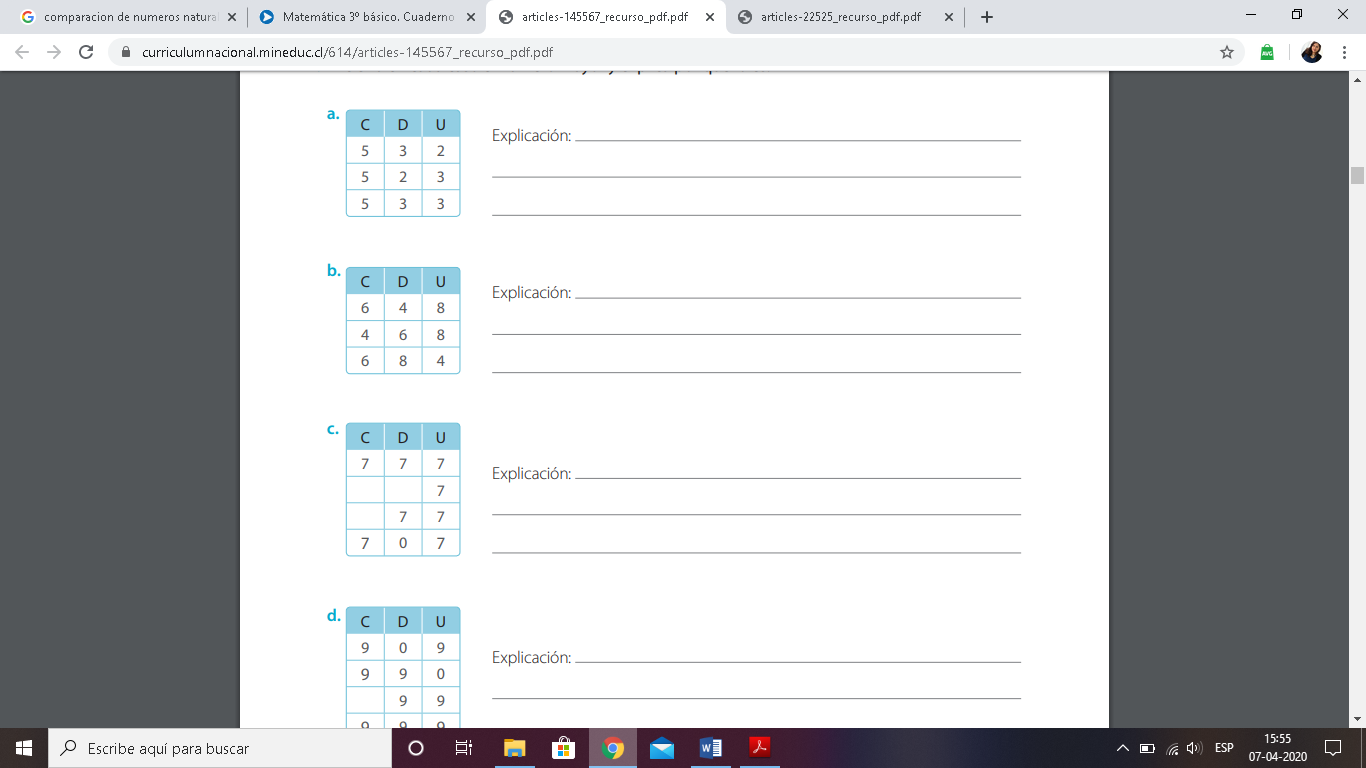 comparacion de numeros natura
Matemática 3º básico. Cuaderno
articles-145567_recurso_pdf.pdf
articles-22525_recurso_pdf.pdf
curriculumnacional.mineduc.cl/614/articles-145567_recurso_pdf.pdf
AVG
a.
C D U
5 3 2
5 2 3
5 3 3
Explicación:
b.
C D U
6 4 8
4 6 8
6 8 4
Explicación:
c.
C D U
7 7 7
7
7 7
7 0 7
Explicación:
d.
C D U
9 0 9
9 9 0
9 9
Explicación:
Escribe aquí para buscar
ESP
15:55
07-04-2020